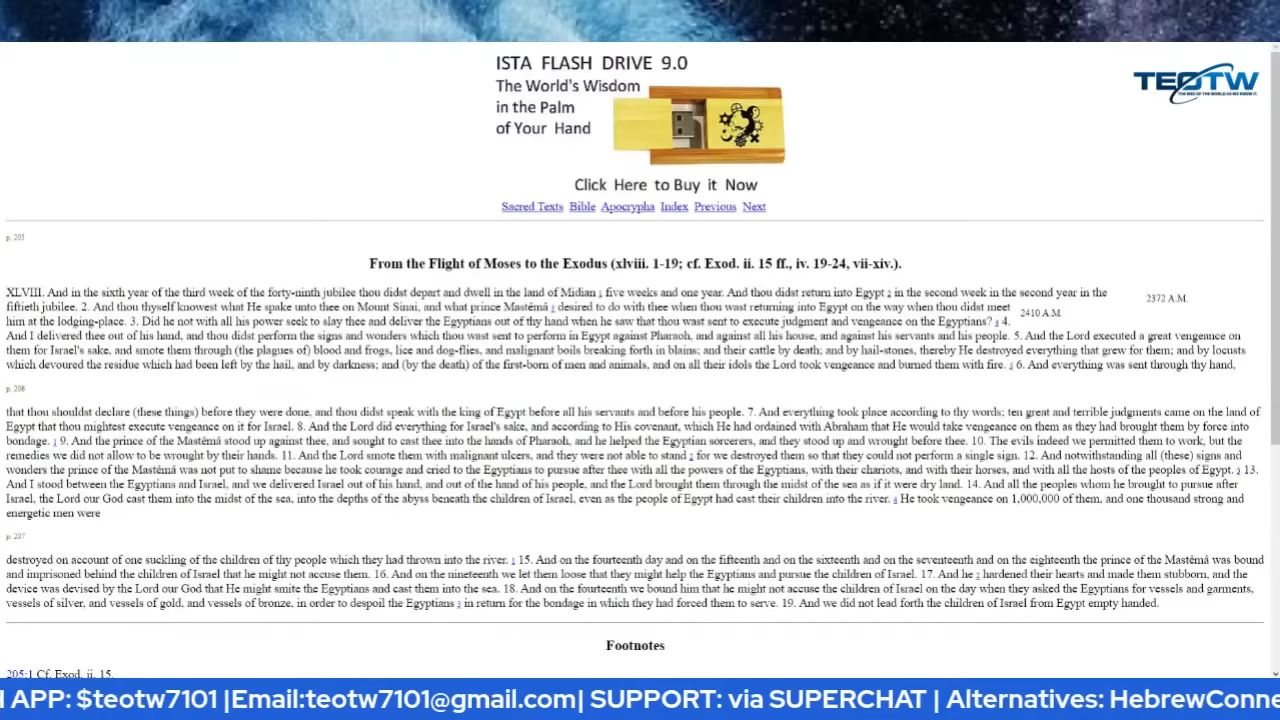 ISTA FLASH DRIVE 9.0
The World's Wisdom
in the Palm
of Your Hand
Click Here to Buy it Now
TEOTW
THE END OF THE WORLD AS WE KNOW IT.
Sacred Texts Bible Apocrypha Index Previous Next
p. 205
From the Flight of Moses to the Exodus (xlviii. 1-19; cf. Exod. ii. 15 ff., iv. 19-24, vii-xiv.).
XLVIII. And in the sixth year of the third week of the forty-ninth jubilee thou didst depart and dwell in the land of Midian 1 five weeks and one year. And thou didst return into Egypt 2 in the second week in the second year in the
2372 A.M.
fiftieth jubilee. 2. And thou thyself knowest what He spake unto thee on Mount Sinai, and what prince Mastêmâ 3 desired to do with thee when thou wast returning into Egypt on the way when thou didst meet
2410 A.M.
him at the lodging-place. 3. Did he not with all his power seek to slay thee and deliver the Egyptians out of thy hand when he saw that thou wast sent to execute judgment and vengeance on the Egyptians? 4 4.
And I delivered thee out of his hand, and thou didst perform the signs and wonders which thou wast sent to perform in Egypt against Pharaoh, and against all his house, and against his servants and his people. 5. And the Lord executed a great vengeance on
them for Israel's sake, and smote them through (the plagues of) blood and frogs, lice and dog-flies, and malignant boils breaking forth in blains; and their cattle by death; and by hail-stones, thereby He destroyed everything that grew for them; and by locusts
which devoured the residue which had been left by the hail, and by darkness; and (by the death) of the first-born of men and animals, and on all their idols the Lord took vengeance and burned them with fire. 5 6. And everything was sent through thy hand,
p. 206
that thou shouldst declare (these things) before they were done, and thou didst speak with the king of Egypt before all his servants and before his people. 7. And everything took place according to thy words; ten great and terrible judgments came on the land of
Egypt that thou mightest execute vengeance on it for Israel. 8. And the Lord did everything for Israel's sake, and according to His covenant, which He had ordained with Abraham that He would take vengeance on them as they had brought them by force into
bondage. 1 9. And the prince of the Mastêmâ stood up against thee, and sought to cast thee into the hands of Pharaoh, and he helped the Egyptian sorcerers, and they stood up and wrought before thee. 10. The evils indeed we permitted them to work, but the
remedies we did not allow to be wrought by their hands. 11. And the Lord smote them with malignant ulcers, and they were not able to stand 2 for we destroyed them so that they could not perform a single sign. 12. And notwithstanding all (these) signs and
wonders the prince of the Mastêmâ was not put to shame because he took courage and cried to the Egyptians to pursue after thee with all the powers of the Egyptians, with their chariots, and with their horses, and with all the hosts of the peoples of Egypt. 3 13.
And I stood between the Egyptians and Israel, and we delivered Israel out of his hand, and out of the hand of his people, and the Lord brought them through the midst of the sea as if it were dry land. 14. And all the peoples whom he brought to pursue after
Israel, the Lord our God cast them into the midst of the sea, into the depths of the abyss beneath the children of Israel, even as the people of Egypt had cast their children into the river. 4 He took vengeance on 1,000,000 of them, and one thousand strong and
energetic men were
p. 207
destroyed on account of one suckling of the children of thy people which they had thrown into the river. 1 15. And on the fourteenth day and on the fifteenth and on the sixteenth and on the seventeenth and on the eighteenth the prince of the Mastêmâ was bound
and imprisoned behind the children of Israel that he might not accuse them. 16. And on the nineteenth we let them loose that they might help the Egyptians and pursue the children of Israel. 17. And he 2 hardened their hearts and made them stubborn, and the
device was devised by the Lord our God that He might smite the Egyptians and cast them into the sea. 18. And on the fourteenth we bound him that he might not accuse the children of Israel on the day when they asked the Egyptians for vessels and garments,
vessels of silver, and vessels of gold, and vessels of bronze, in order to despoil the Egyptians 3 in return for the bondage in which they had forced them to serve. 19. And we did not lead forth the children of Israel from Egypt empty handed.
Footnotes
205:1 Cf. Exod. ii. 15.
H APP: $teotw7101 |Email:teotw7101@gmail.com| SUPPORT: via SUPERCHAT | Alternatives: HebrewConne